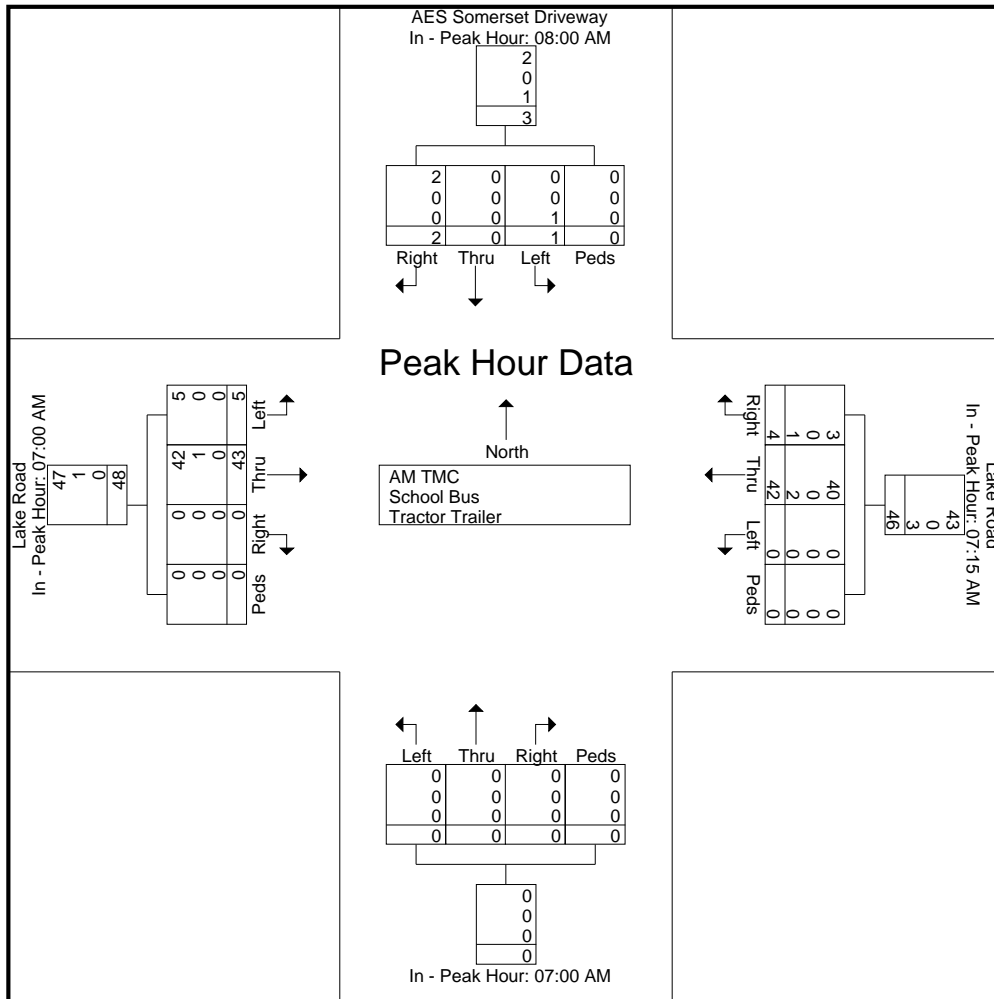 AES Somerset Driveway
In - Peak Hour: 08:00 AM
2
0
1
3
2 0 0 0
0 0 0 0
0 0 1 0
2 0 1 0
Right Thru Left Peds
Peak Hour Data
North
AM TMC
School Bus
Tractor Trailer
Lake Road
In - Peak Hour: 07:00 AM
47
1
0
48
5 0 0 5
42 1 0 43
0 0 0 0
0 0 0 0
Left Thru Right Peds
Lake Road
In - Peak Hour: 07:15 AM
43
0
3
46
3 0 1 4
40 0 2 42
0 0 0 0
0 0 0 0
Right Thru Left Peds
Left Thru Right Peds
0 0 0 0
0 0 0 0
0 0 0 0
0 0 0 0
0
0
0
0
In - Peak Hour: 07:00 AM